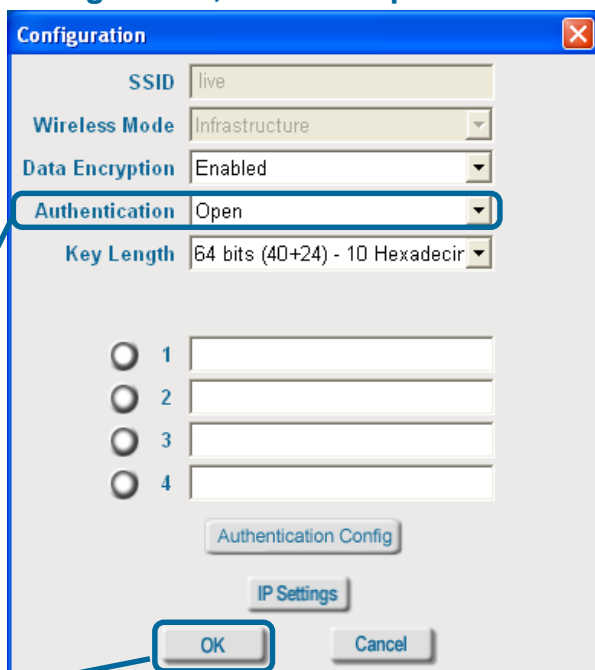 Configuration
SSID live
Wireless Mode Infrastructure
Data Encryption Enabled
Authentication Open
Key Length 64 bits (40+24) - 10 Hexadecir
1
2
3
4
Authentication Config
IP Settings
OK Cancel